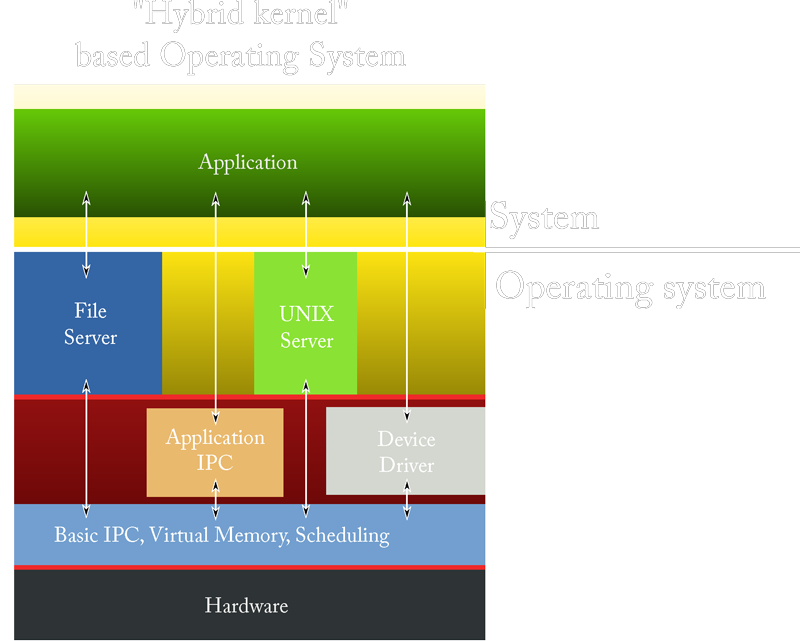 "Hybrid kernel"
based Operating System
Application
System
Operating system
File
Server
UNIX
Server
Application
IPC
Device
Driver
Basic IPC, Virtual Memory, Scheduling
Hardware